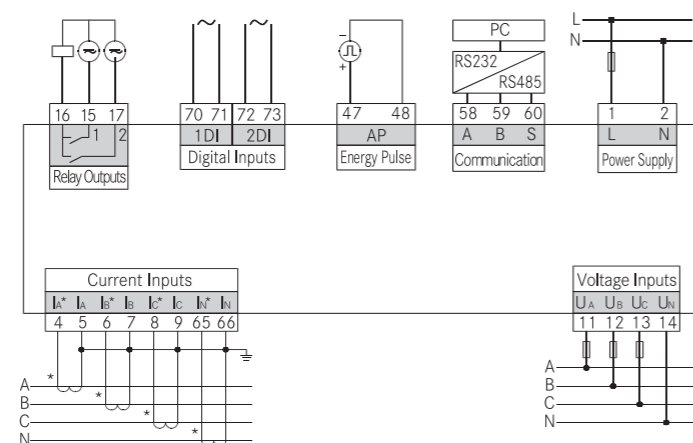 L
N
PC
RS232
RS485
-
+
16 15 17
1 2
Relay Outputs
70 71 72 73
1DI 2DI
Digital Inputs
47 48
AP
Energy Pulse
58 59 60
A B S
Communication
1 2
L N
Power Supply
Current Inputs
IA* IA IB* IB IC* IC IN* IN
4 5 6 7 8 9 65 66
Voltage Inputs
UA UB UC UN
11 12 13 14
A *
B *
C *
N *
A
B
C
N